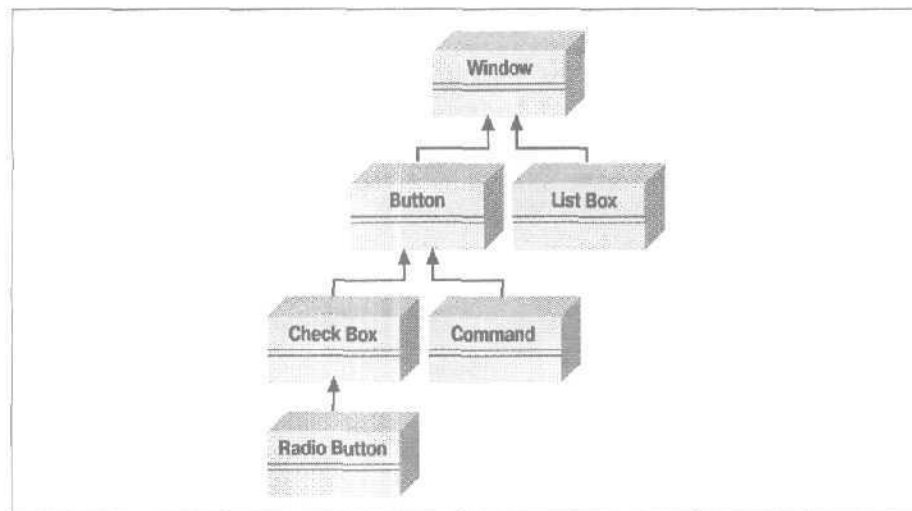 Window
Button
List Box
Check Box
Command
Radio Button